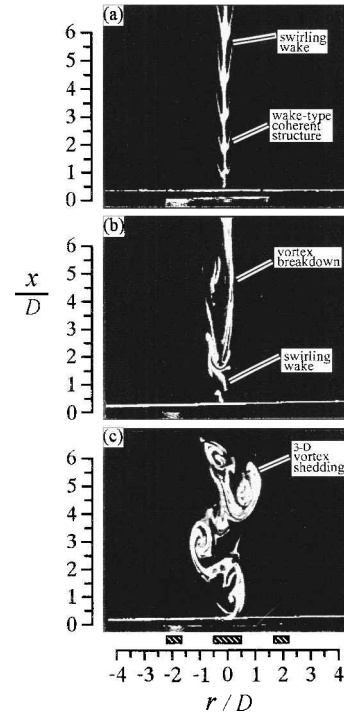 (a)
6
5
4
3
2
1
0
swirling
wake
wake-type
coherent
structure
(b)
6
5
4
3
2
1
0
vortex
breakdown
swirling
wake
x
D
(c)
6
5
4
3
2
1
0
3-D
vortex
shedding
-4 -3 -2 -1 0 1 2 3 4
r/D